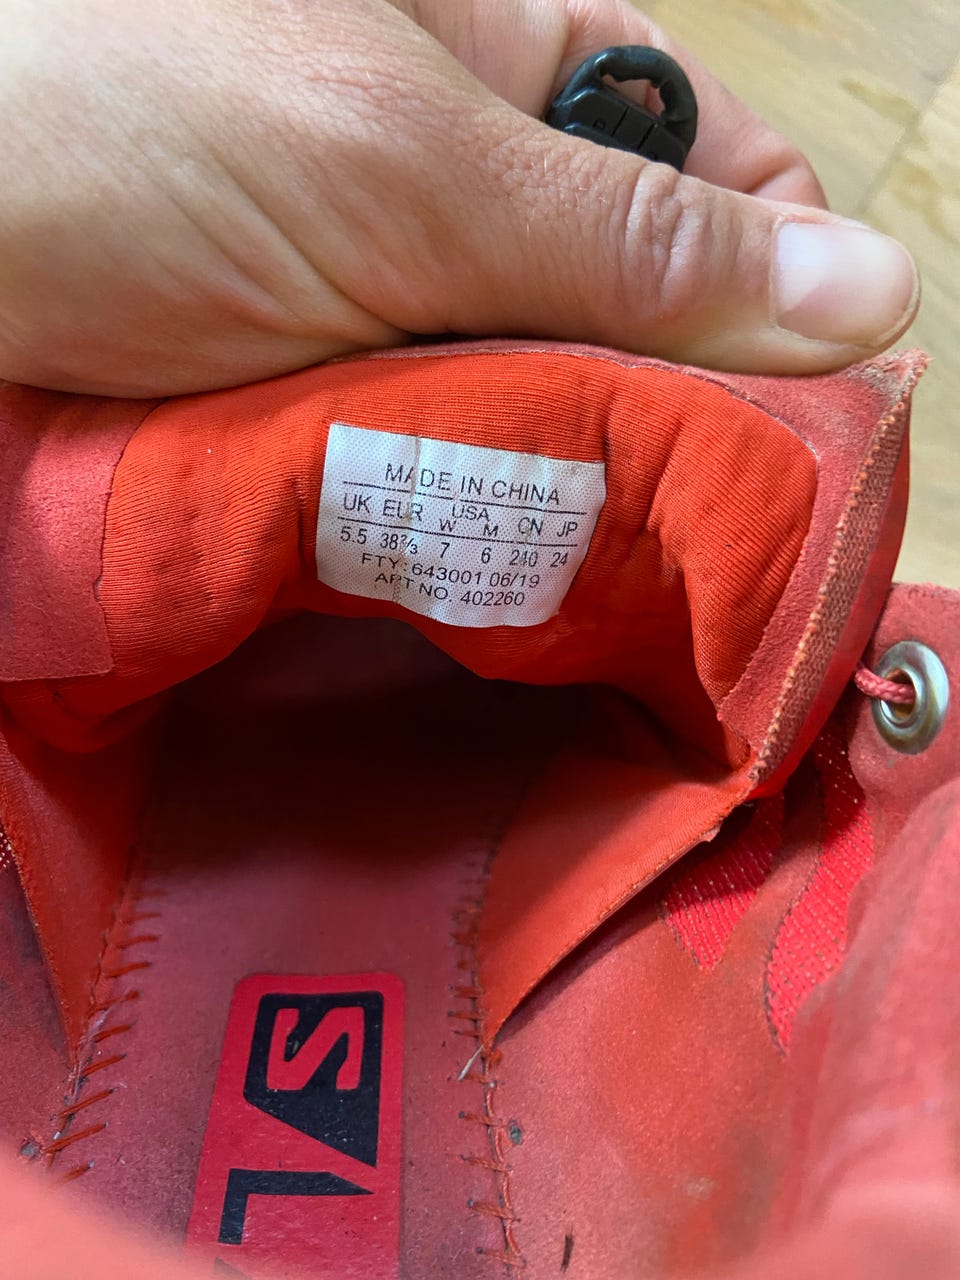 MADE IN CHINA
UK EUR USA CN JP
W M
5.5 38⅔ 7 6 240 24
FTY: 643001 06/19
ART NO. 402260
S